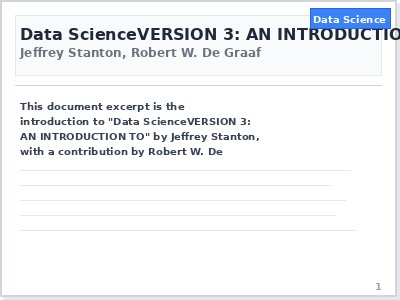 Data Science
Data ScienceVERSION 3: AN INTRODUCTIO
Jeffrey Stanton, Robert W. De Graaf
This document excerpt is the
introduction to "Data ScienceVERSION 3:
AN INTRODUCTION TO" by Jeffrey Stanton,
with a contribution by Robert W. De
1